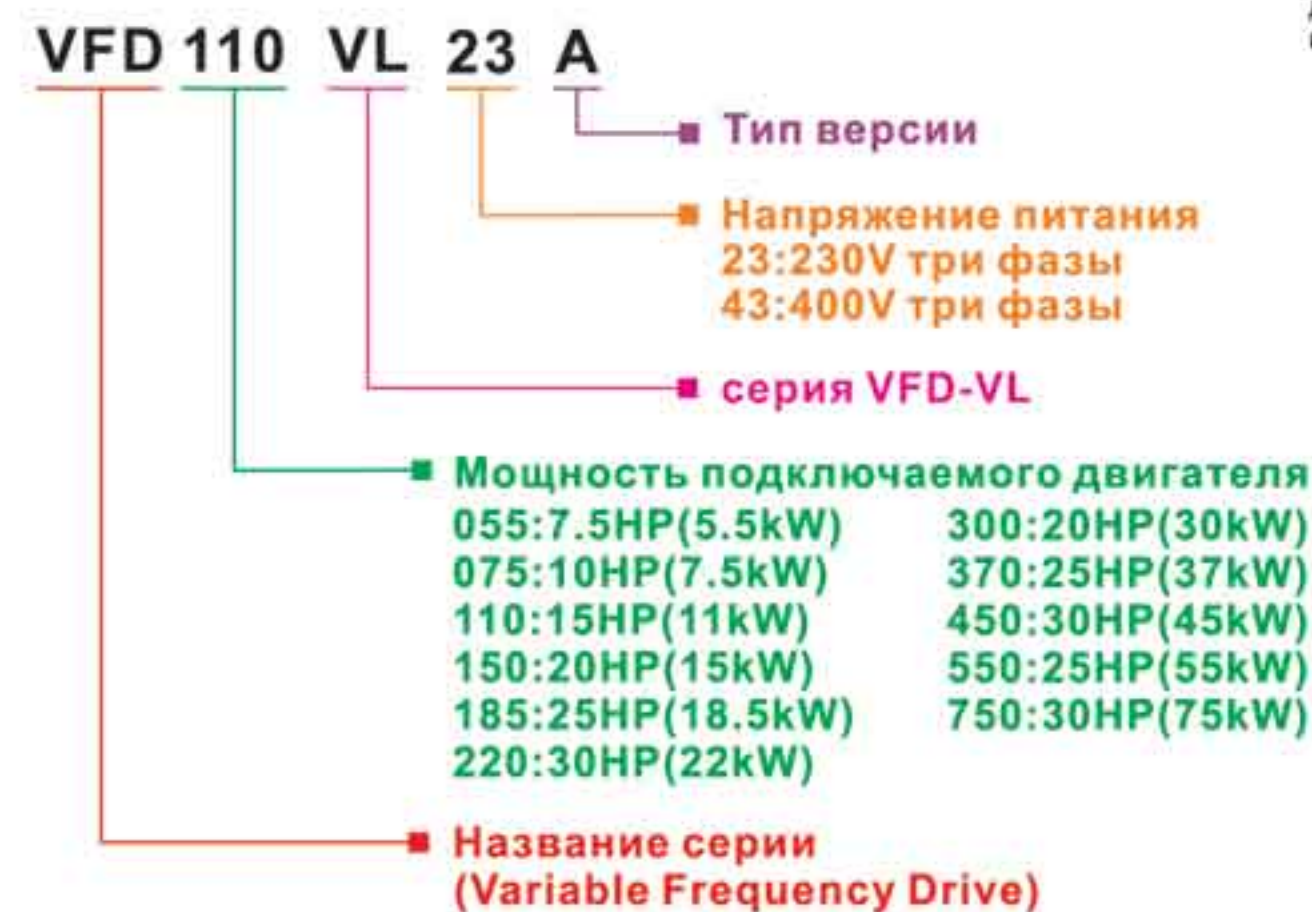 VFD 110 VL 23 A
Тип версии
Напряжение питания
23:230V три фазы
43:400V три фазы
серия VFD-VL
Мощность подключаемого двигателя
055:7.5HP(5.5kW) 300:20HP(30kW)
075:10HP(7.5kW) 370:25HP(37kW)
110:15HP(11kW) 450:30HP(45kW)
150:20HP(15kW) 550:25HP(55kW)
185:25HP(18.5kW) 750:30HP(75kW)
220:30HP(22kW)
Название серии
(Variable Frequency Drive)